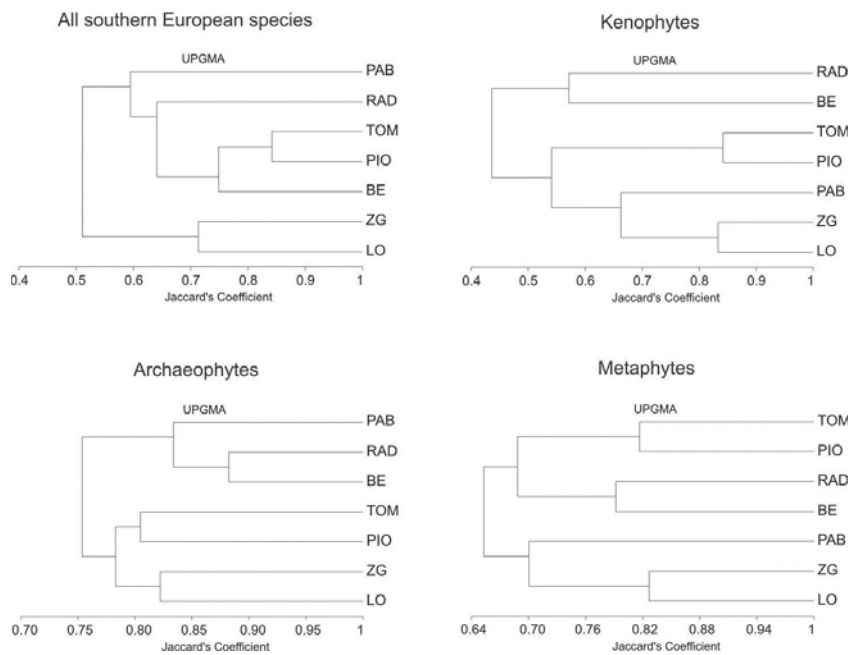 All southern European species
UPGMA
PAB
RAD
TOM
PIO
BE
ZG
LO
0.4 0.5 0.6 0.7 0.8 0.9 1
Jaccard's Coefficient
Kenophytes
UPGMA
RAD
BE
TOM
PIO
PAB
ZG
LO
0.4 0.5 0.6 0.7 0.8 0.9 1
Jaccard's Coefficient
Archaeophytes
UPGMA
PAB
RAD
BE
TOM
PIO
ZG
LO
0.70 0.75 0.80 0.85 0.90 0.95 1
Jaccard's Coefficient
Metaphytes
UPGMA
TOM
PIO
RAD
BE
PAB
ZG
LO
0.64 0.70 0.76 0.82 0.88 0.94 1
Jaccard's Coefficient